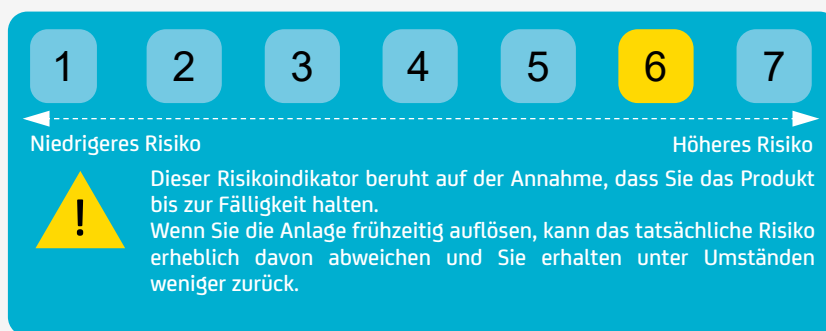 1 2 3 4 5 6 7
Niedrigeres Risiko Höheres Risiko
!
Dieser Risikoindikator beruht auf der Annahme, dass Sie das Produkt
bis zur Fälligkeit halten.
Wenn Sie die Anlage frühzeitig auflösen, kann das tatsächliche Risiko
erheblich davon abweichen und Sie erhalten unter Umständen
weniger zurück.